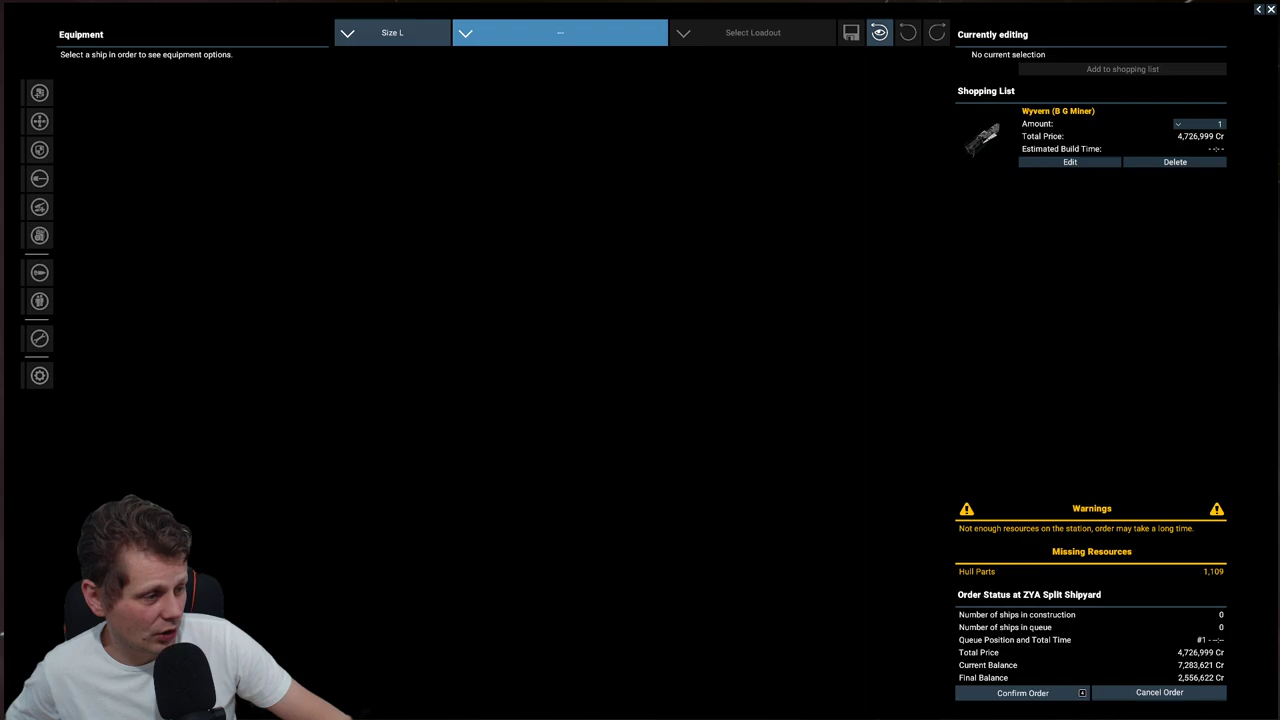 Equipment
Select a ship in order to see equipment options.
Size L
---
Select Loadout
Currently editing
No current selection
Add to shopping list
Shopping List
Wyvern (B G Miner)
Amount: 1
Total Price: 4,726,999 Cr
Estimated Build Time: --:--
Edit Delete
Warnings
Not enough resources on the station, order may take a long time.
Missing Resources
Hull Parts 1,109
Order Status at ZYA Split Shipyard
Number of ships in construction 0
Number of ships in queue 0
Queue Position and Total Time #1 - --:--
Total Price 4,726,999 Cr
Current Balance 7,283,621 Cr
Final Balance 2,556,622 Cr
Confirm Order Cancel Order